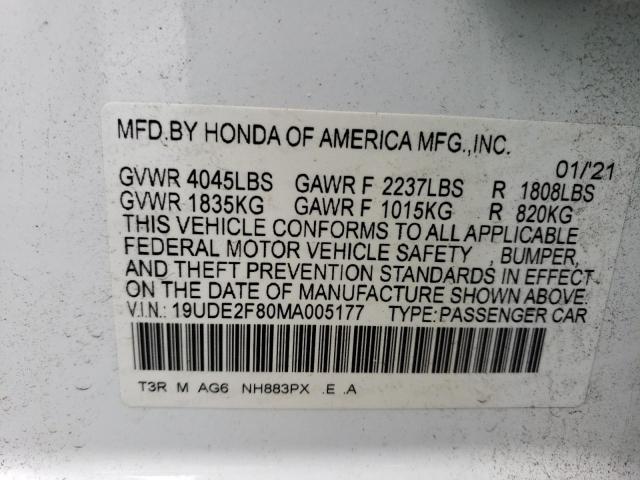 MFD.BY HONDA OF AMERICA MFG.,INC.
01/'21
GVWR 4045LBS GAWR F 2237LBS R 1808LBS
GVWR 1835KG GAWR F 1015KG R 820KG
THIS VEHICLE CONFORMS TO ALL APPLICABLE
FEDERAL MOTOR VEHICLE SAFETY , BUMPER,
AND THEFT PREVENTION STANDARDS IN EFFECT
ON THE DATE OF MANUFACTURE SHOWN ABOVE.
V.I.N.: 19UDE2F80MA005177 TYPE:PASSENGER CAR
T3R M AG6 NH883PX .E .A